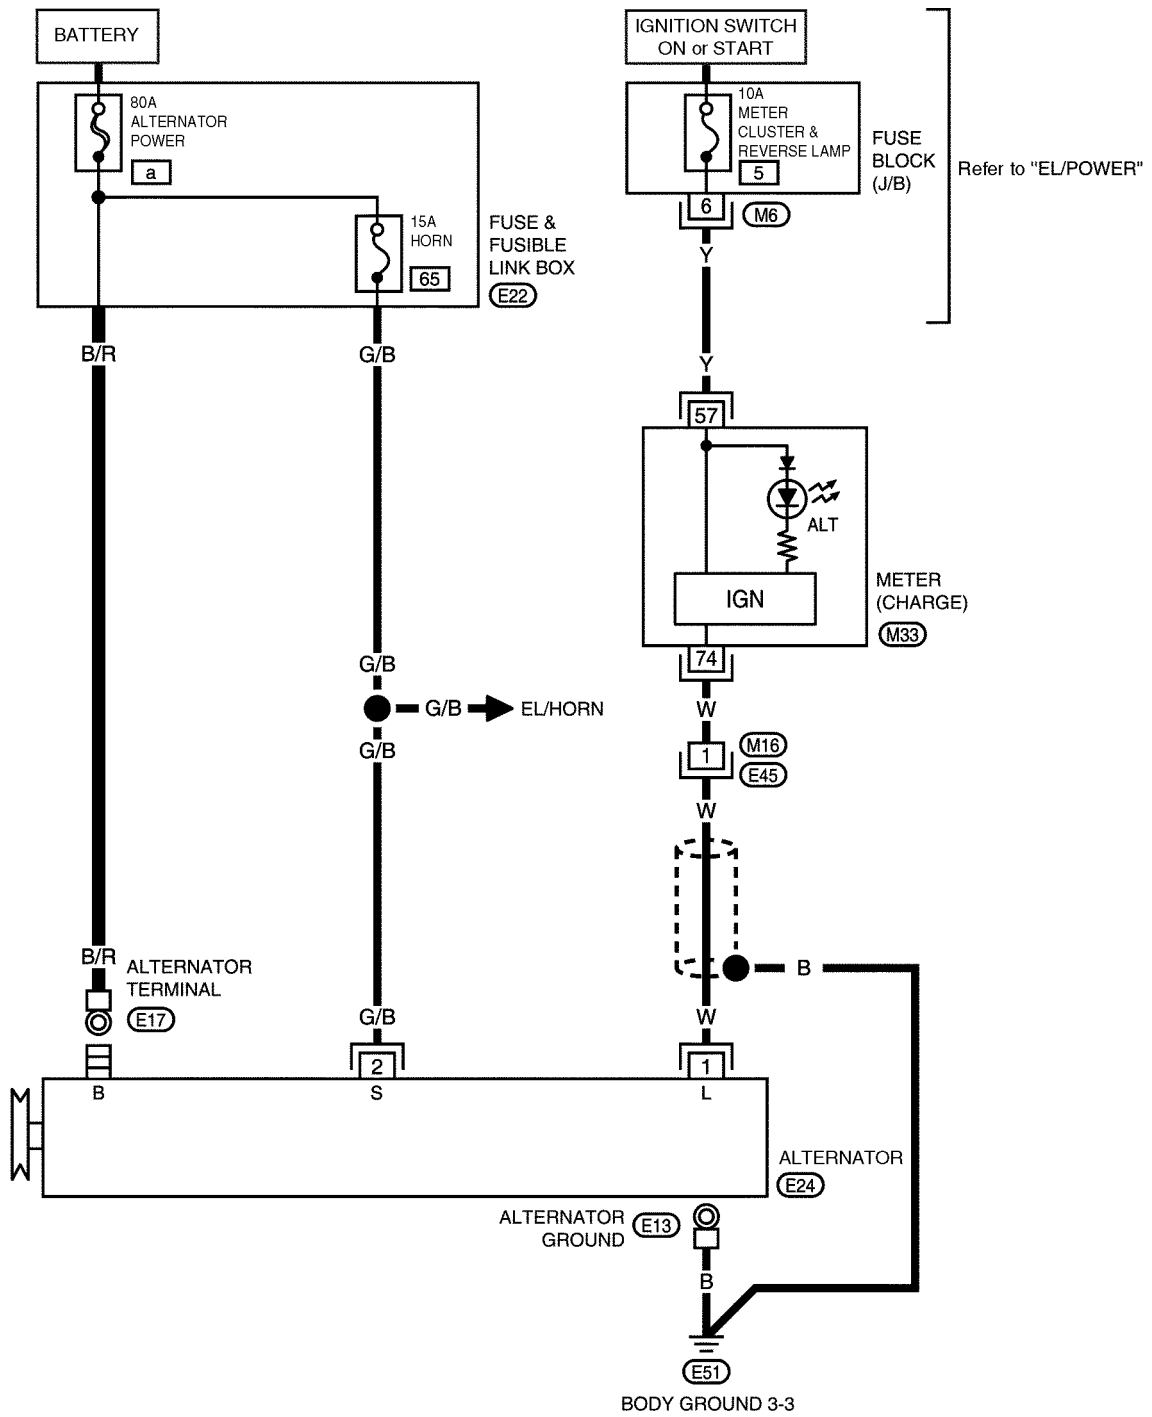 BATTERY
IGNITION SWITCH
ON or START
80A
ALTERNATOR
POWER
a
15A
HORN
65
FUSE &
FUSIBLE
LINK BOX
E22
10A
METER
CLUSTER &
REVERSE LAMP
5
FUSE
BLOCK
(J/B)
Refer to "EL/POWER"
6
M6
Y
B/R
G/B
Y
57
ALT
IGN
METER
(CHARGE)
M33
74
G/B
G/B
EL/HORN
W
G/B
1
M16
E45
W
B/R
ALTERNATOR
TERMINAL
E17
B
G/B
W
2
1
B
S
L
ALTERNATOR
E24
ALTERNATOR
GROUND
E13
B
E51
BODY GROUND 3-3